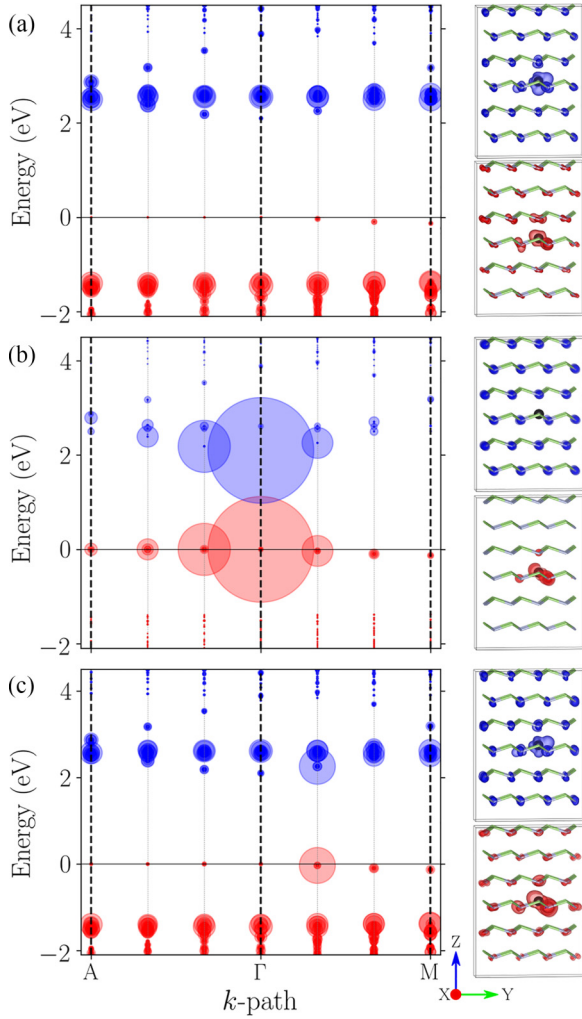 (a)
Energy (eV)
4
2
0
−2
(b)
Energy (eV)
4
2
0
−2
(c)
Energy (eV)
4
2
0
−2
A
Γ
M
k-path
Z
X
Y